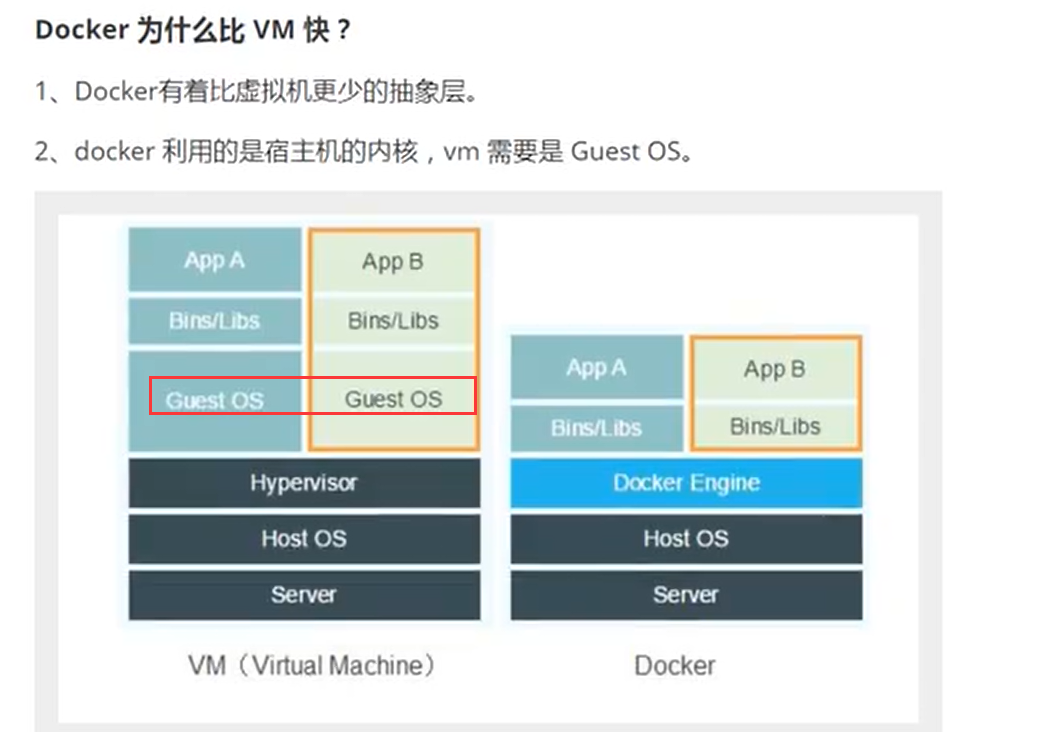 Docker 为什么比 VM 快？
1、Docker有着比虚拟机更少的抽象层。
2、docker 利用的是宿主机的内核，vm 需要是 Guest OS。
App A
App B
Bins/Libs
Bins/Libs
Guest OS
Guest OS
Hypervisor
Host OS
Server
VM（Virtual Machine）
App A
App B
Bins/Libs
Bins/Libs
Docker Engine
Host OS
Server
Docker